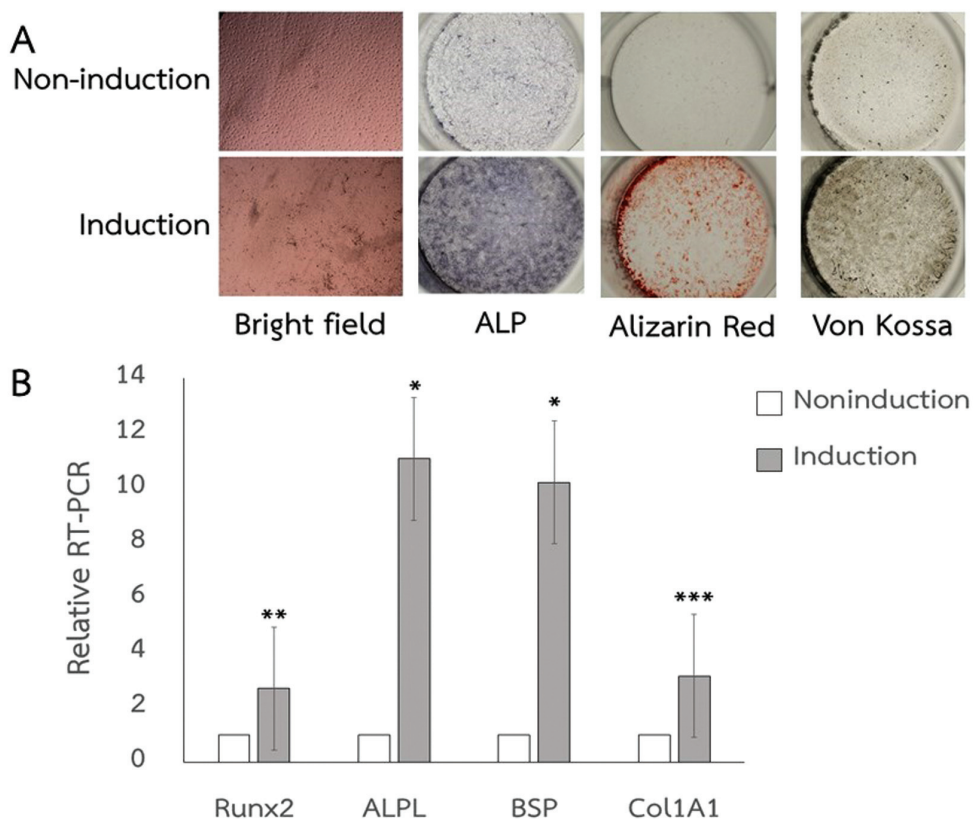 A
Non-induction
Induction
Bright field ALP Alizarin Red Von Kossa
B
Relative RT-PCR
14
12
10
8
6
4
2
0
** * * ***
Noninduction
Induction
Runx2 ALPL BSP Col1A1